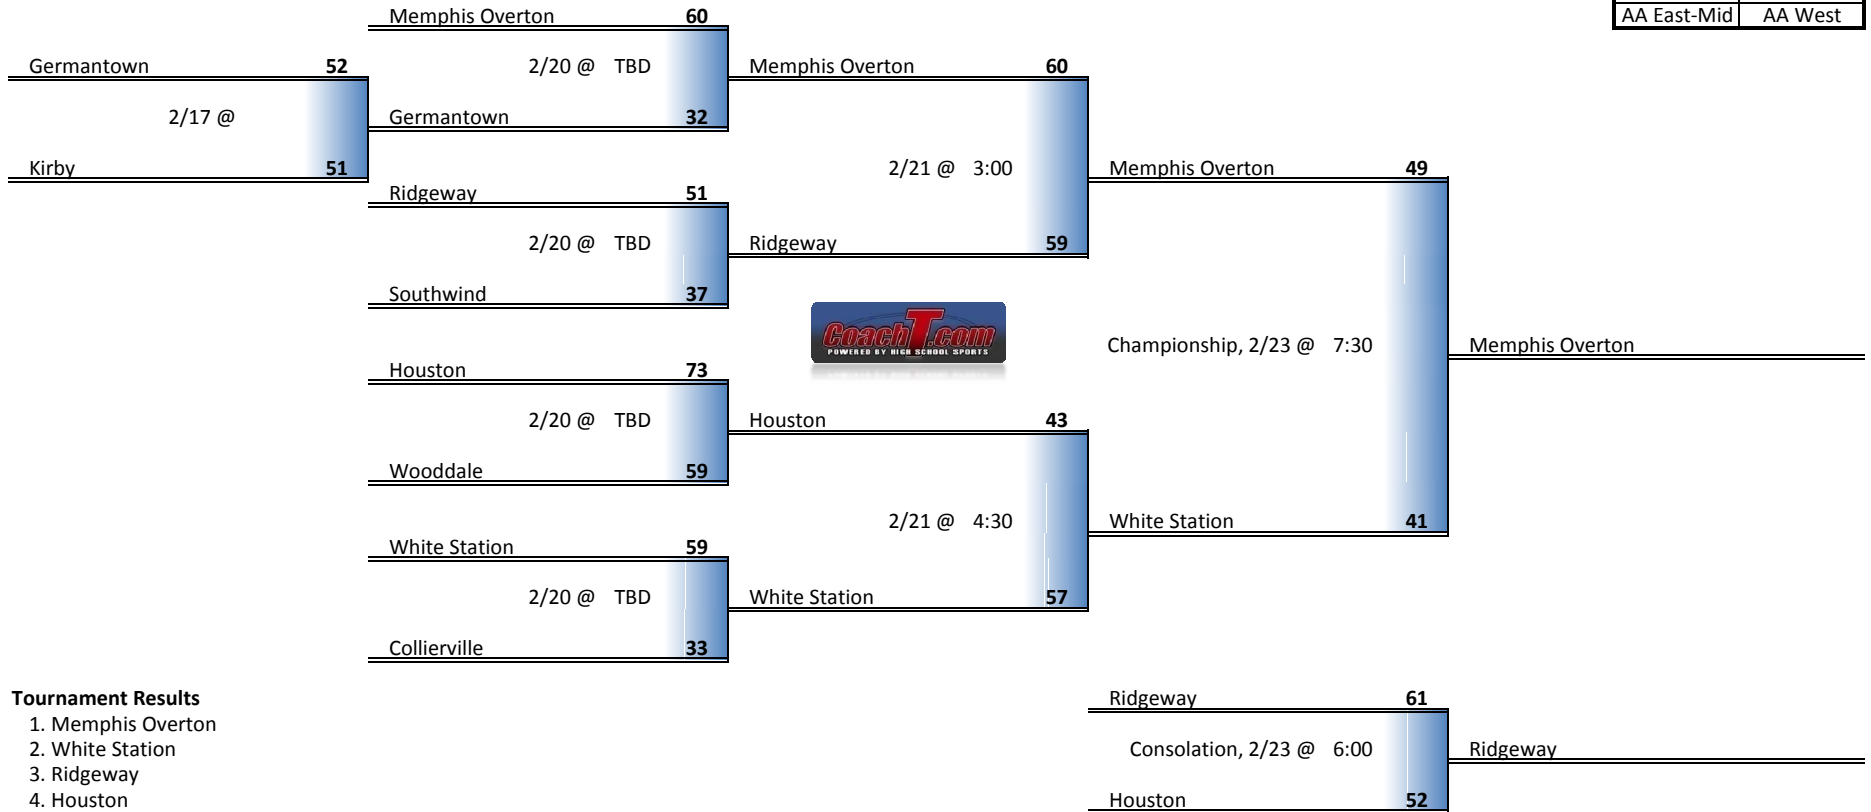 Memphis Overton 60
AA East-Mid AA West
Germantown 52
2/20 @ TBD
Memphis Overton 60
2/17 @
Germantown 32
Kirby 51
2/21 @ 3:00
Memphis Overton 49
Ridgeway 51
2/20 @ TBD
Ridgeway 59
Southwind 37
CoachT.com
POWERED BY HIGH SCHOOL SPORTS
Championship, 2/23 @ 7:30
Memphis Overton
Houston 73
2/20 @ TBD
Houston 43
Wooddale 59
2/21 @ 4:30
White Station 41
White Station 59
2/20 @ TBD
White Station 57
Collierville 33
Tournament Results
1. Memphis Overton
2. White Station
3. Ridgeway
4. Houston
Ridgeway 61
Consolation, 2/23 @ 6:00
Ridgeway
Houston 52